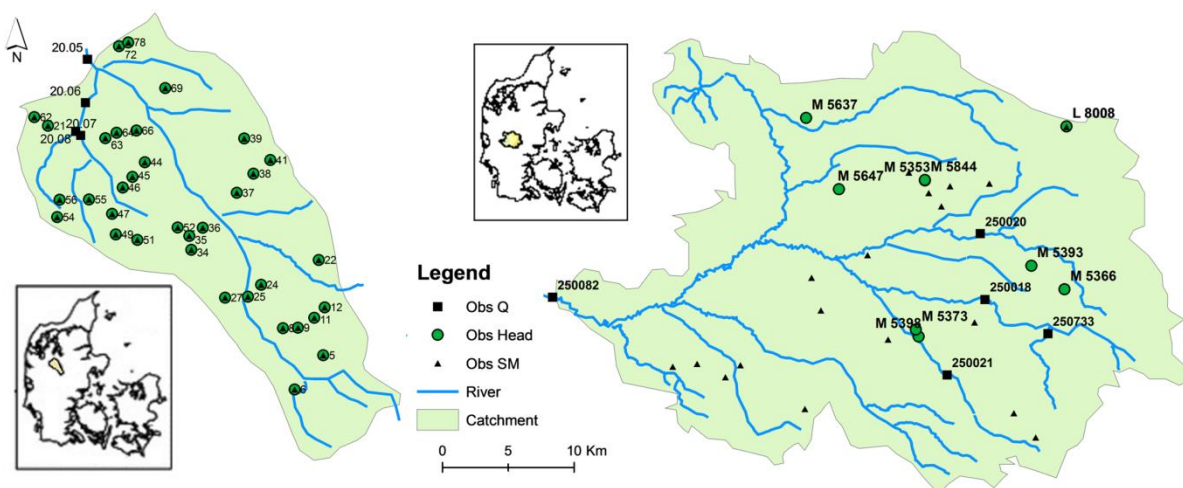 N
20.05
78
72
69
20.06
62
21
20.07
20.08
64
66
63
39
44
41
45
38
46
37
56
55
54
47
52
36
49
51
35
34
22
24
27
25
12
11
8
9
5
6
Legend
Obs Q
Obs Head
Obs SM
River
Catchment
0 5 10 Km
M 5637
L 8008
M 5353
M 5844
M 5647
250020
M 5393
M 5366
250082
250018
M 5398
M 5373
250733
250021